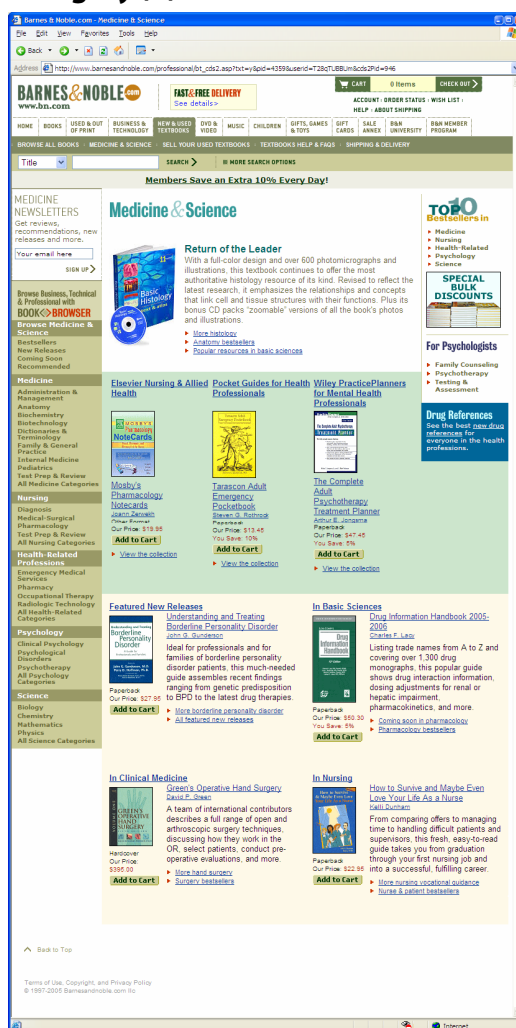 Barnes & Noble.com - Medicine & Science
File Edit View Favorites Tools Help
Back
Address http://www.barnesandnoble.com/professional/bt_cds2.asp?txt=y&pid=4359&userid=T28qTUBBUm&cds2Pid=946
BARNES & NOBLE.com
www.bn.com
FAST & FREE DELIVERY
See details>
CART 0 Items CHECK OUT
ACCOUNT ORDER STATUS WISH LIST
HELP ABOUT SHIPPING
HOME BOOKS USED & OUT OF PRINT BUSINESS & TECHNOLOGY NEW & USED TEXTBOOKS DVD & VIDEO MUSIC CHILDREN GIFTS, GAMES & TOYS GIFT CARDS SALE ANNEX B&N UNIVERSITY B&N MEMBER PROGRAM
BROWSE ALL BOOKS MEDICINE & SCIENCE SELL YOUR USED TEXTBOOKS TEXTBOOKS HELP & FAQS SHIPPING & DELIVERY
Title SEARCH MORE SEARCH OPTIONS
Members Save an Extra 10% Every Day!
MEDICINE
NEWSLETTERS
Get reviews,
recommendations, new
releases and more.
Your email here
SIGN UP
Browse Business, Technical
& Professional with
BOOK BROWSER
Browse Medicine &
Science
Bestsellers
New Releases
Coming Soon
Recommended
Medicine
Administration &
Management
Anatomy
Biochemistry
Biotechnology
Dictionaries &
Terminology
Family & General
Practice
Internal Medicine
Pediatrics
Test Prep & Review
All Medicine Categories
Nursing
Diagnosis
Medical-Surgical
Pharmacology
Test Prep & Review
All Nursing Categories
Health-Related
Professions
Emergency Medical
Services
Pharmacy
Occupational Therapy
Radiologic Technology
All Health-Related
Categories
Psychology
Clinical Psychology
Psychological
Disorders
Psychotherapy
All Psychology
Categories
Science
Biology
Chemistry
Mathematics
Physics
All Science Categories
Medicine & Science
Basic
Histology
Return of the Leader
With a full-color design and over 600 photomicrographs and
illustrations, this textbook continues to offer the most
authoritative histology resource of its kind. Revised to reflect the
latest research, it emphasizes the relationships and concepts
that link cell and tissue structures with their functions. Plus its
bonus CD packs "zoomable" versions of all the book's photos
and illustrations.
More histology
Anatomy bestsellers
Popular resources in basic sciences
Elsevier Nursing & Allied
Health
MOSBY'S
Pharmacology
NoteCards
Mosby's
Pharmacology
Notecards
Joann Zerwekh
Other Format
Our Price: $19.95
Add to Cart
View the collection
Pocket Guides for Health
Professionals
Tarascon Adult
Emergency
Pocketbook
Steven G. Rothrock
Paperback
Our Price: $13.45
You Save: 10%
Add to Cart
View the collection
Wiley PracticePlanners
for Mental Health
Professionals
The Complete
Adult
Psychotherapy
Treatment Planner
Arthur E. Jongsma
Paperback
Our Price: $47.45
You Save: 5%
Add to Cart
View the collection
Featured New Releases
Borderline
Personality
Disorder
Paperback
Our Price: $27.95
Add to Cart
Understanding and Treating
Borderline Personality Disorder
John G. Gunderson
Ideal for professionals and for
families of borderline personality
disorder patients, this much-needed
guide assembles recent findings
ranging from genetic predisposition
to BPD to the latest drug therapies.
More borderline personality disorder
All featured new releases
In Basic Sciences
Drug
Information
Handbook
Paperback
Our Price: $50.30
You Save: 5%
Add to Cart
Drug Information Handbook 2005-
2006
Charles F. Lacy
Listing trade names from A to Z and
covering over 1,300 drug
monographs, this popular guide
shows drug interaction information,
dosing adjustments for renal or
hepatic impairment,
pharmacokinetics, and more.
Coming soon in pharmacology
Pharmacology bestsellers
In Clinical Medicine
GREEN'S
OPERATIVE
HAND
SURGERY
Hardcover
Our Price:
$395.00
Add to Cart
Green's Operative Hand Surgery
David P. Green
A team of international contributors
describes a full range of open and
arthroscopic surgery techniques,
discussing how they work in the
OR, select patients, conduct pre-
operative evaluations, and more.
More hand surgery
Surgery bestsellers
In Nursing
Paperback
Our Price: $22.95
Add to Cart
How to Survive and Maybe Even
Love Your Life As a Nurse
Kelli Dunham
From comparing offers to managing
time to handling difficult patients and
supervisors, this fresh, easy-to-read
guide takes you from graduation
through your first nursing job and
into a successful, fulfilling career.
More nursing vocational guidance
Nurse & patient bestsellers
TOP 10
Bestsellers in
Medicine
Nursing
Health-Related
Psychology
Science
SPECIAL
BULK
DISCOUNTS
For Psychologists
Family Counseling
Psychotherapy
Testing &
Assessment
Drug References
See the best new drug
references for
everyone in the health
professions.
Back to Top
Terms of Use, Copyright, and Privacy Policy
© 1997-2005 Barnesandnoble.com llc
Internet